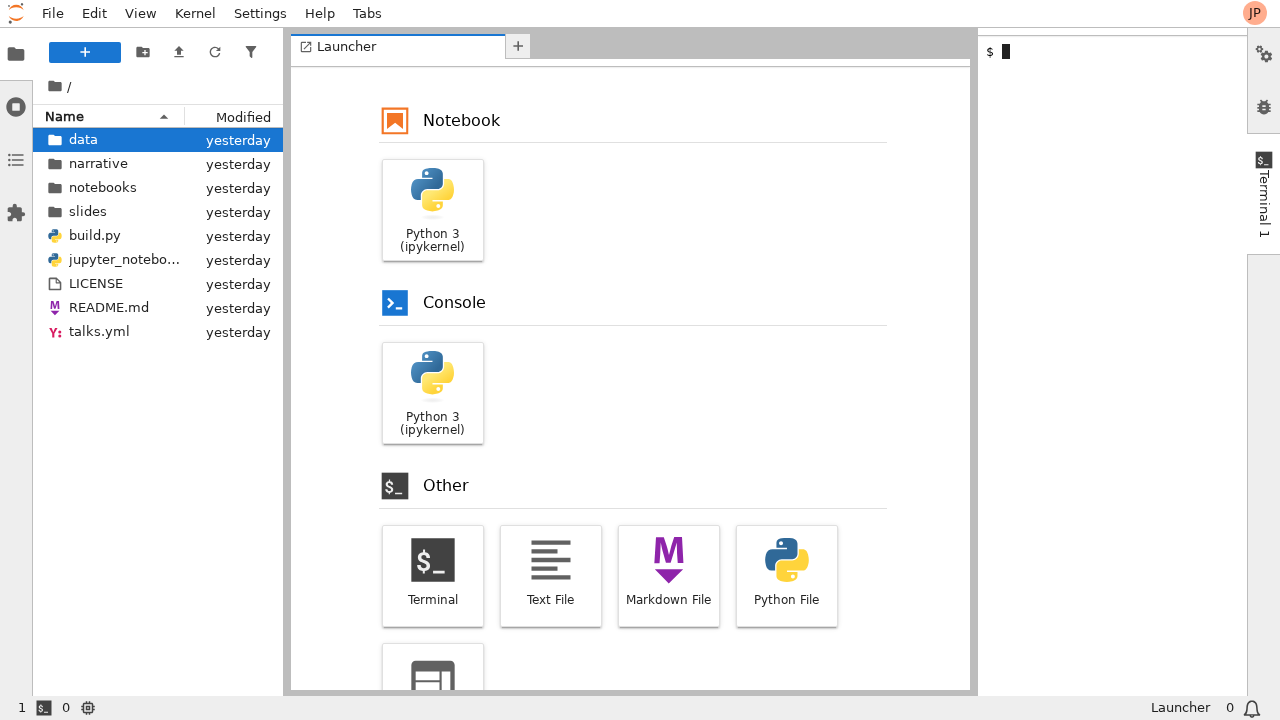 File Edit View Kernel Settings Help Tabs
JP
Launcher
$
/
Name Modified
data yesterday
narrative yesterday
notebooks yesterday
slides yesterday
build.py yesterday
jupyter_notebo... yesterday
LICENSE yesterday
README.md yesterday
talks.yml yesterday
Notebook
Python 3
(ipykernel)
Console
Python 3
(ipykernel)
Other
Terminal
Text File
Markdown File
Python File
Terminal 1
1
0
Launcher 0